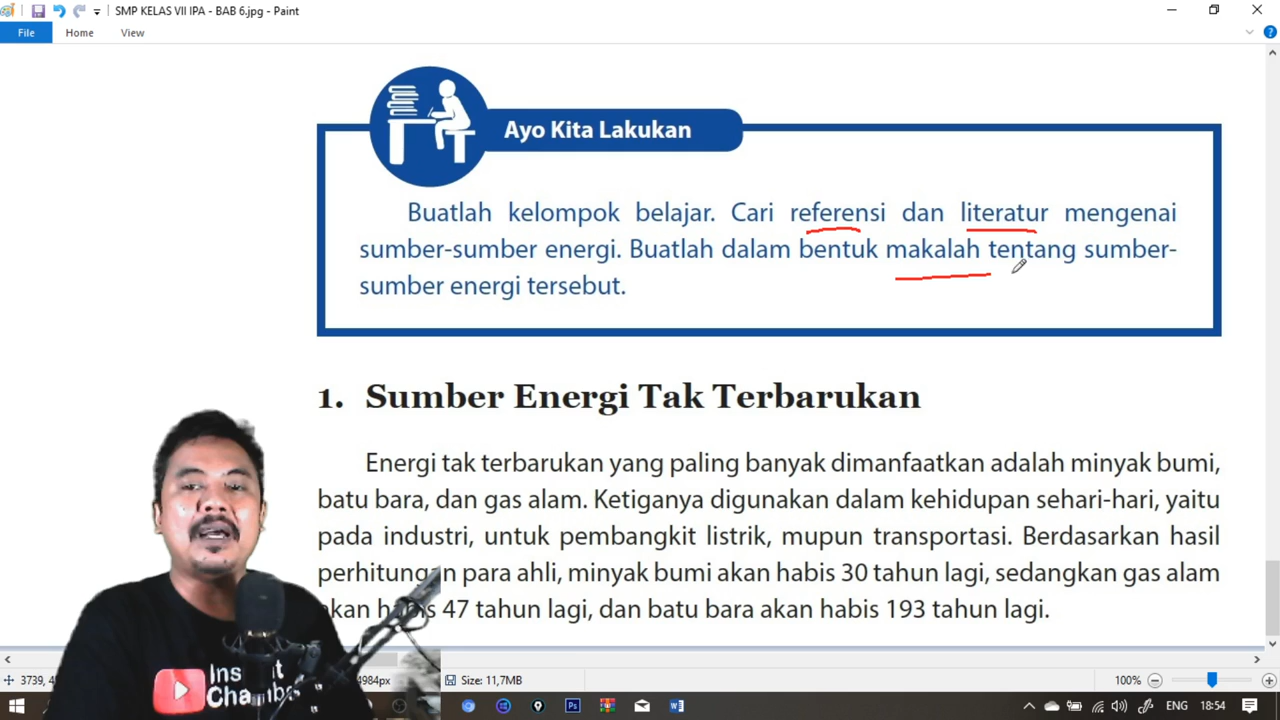 SMP KELAS VII IPA - BAB 6.jpg - Paint
File Home View
Ayo Kita Lakukan
Buatlah kelompok belajar. Cari referensi dan literatur mengenai
sumber-sumber energi. Buatlah dalam bentuk makalah tentang sumber-
sumber energi tersebut.
1. Sumber Energi Tak Terbarukan
Energi tak terbarukan yang paling banyak dimanfaatkan adalah minyak bumi,
batu bara, dan gas alam. Ketiganya digunakan dalam kehidupan sehari-hari, yaitu
pada industri, untuk pembangkit listrik, mupun transportasi. Berdasarkan hasil
perhitungan para ahli, minyak bumi akan habis 30 tahun lagi, sedangkan gas alam
akan habis 47 tahun lagi, dan batu bara akan habis 193 tahun lagi.
4984px Size: 11,7MB 100%
ENG 18:54